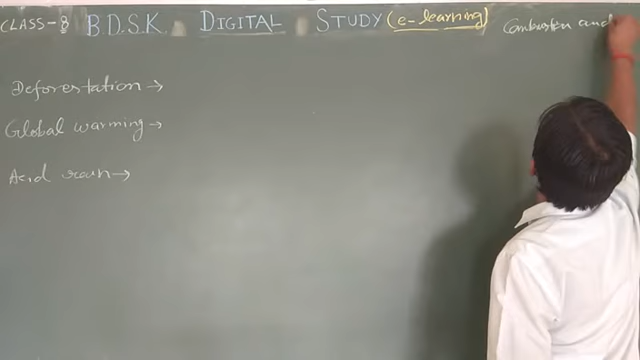 CLASS-8 B.D.S.K. DIGITAL STUDY (e-learning) Combustion and
Deforestation →
Global warming →
Acid rain →